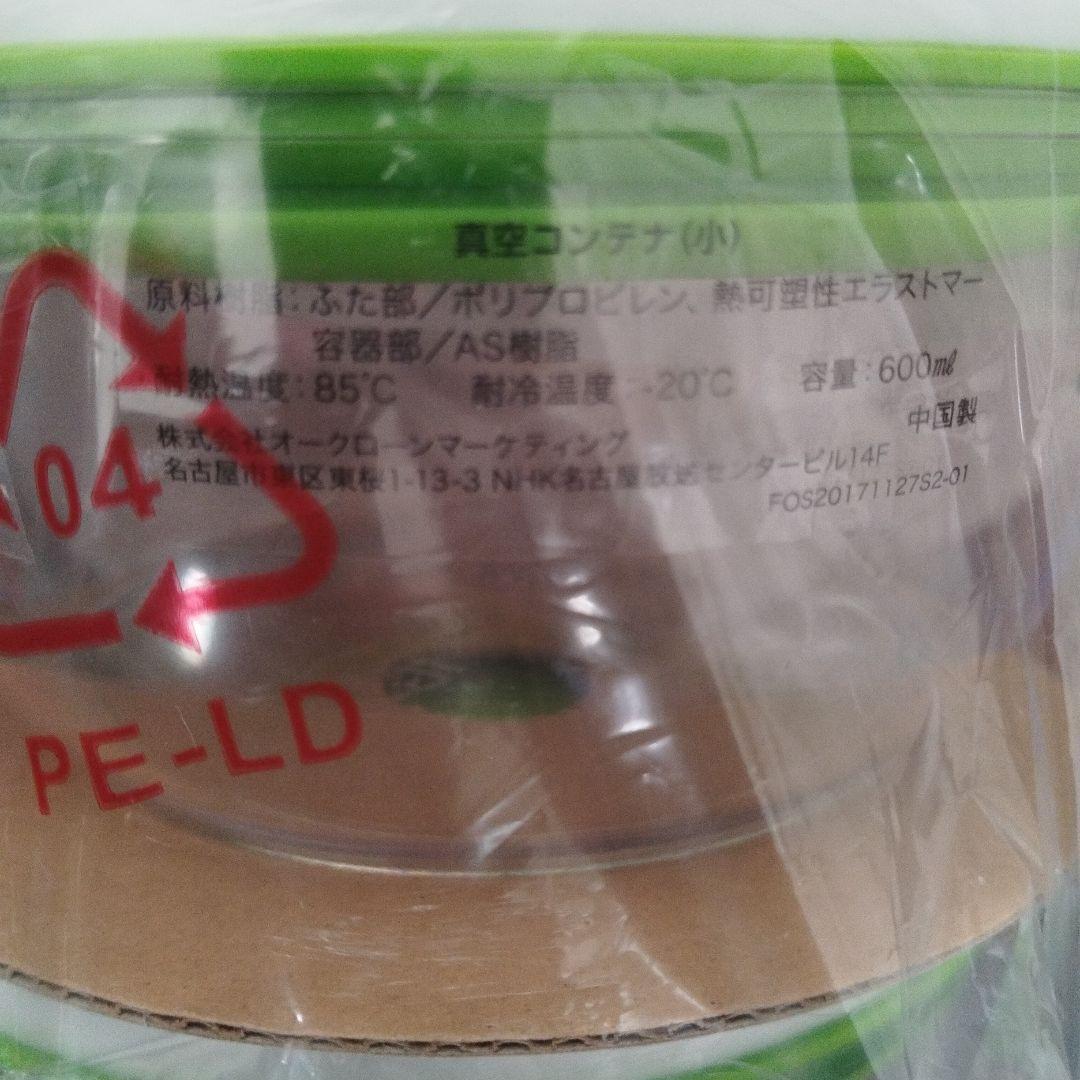 真空コンテナ(小)
原料樹脂:ふた部/ポリプロピレン、熱可塑性エラストマー
容器部/AS樹脂
耐熱温度:85℃ 耐冷温度:-20℃ 容量:600㎖
中国製
株式会社オークローンマーケティング
名古屋市東区東桜1-13-3 NHK名古屋放送センタービル14F
FOS20171127S2-01
04
PE-LD